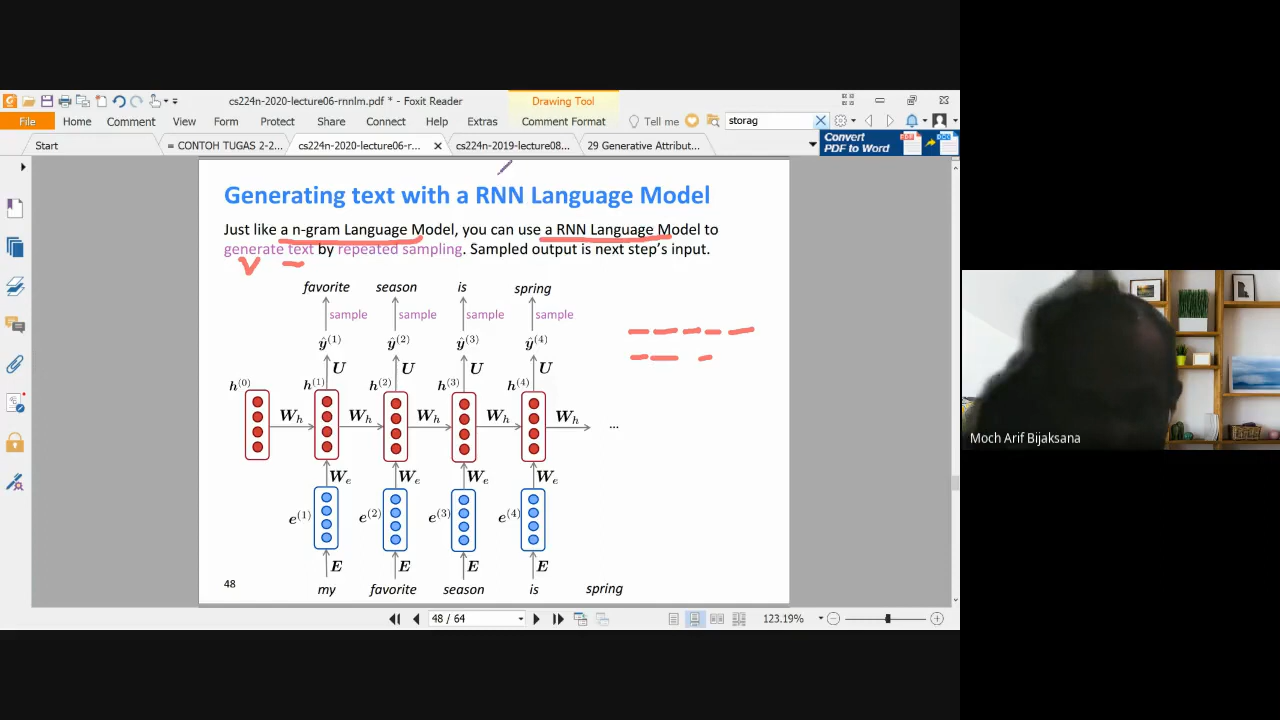 cs224n-2020-lecture06-rnnlm.pdf * - Foxit Reader
Drawing Tool
File
Home
Comment
View
Form
Protect
Share
Connect
Help
Extras
Comment Format
Tell me
storag
Start
= CONTOH TUGAS 2-2...
cs224n-2020-lecture06-r...
cs224n-2019-lecture08...
29 Generative Attribut...
Convert
PDF to Word
Generating text with a RNN Language Model
Just like a n-gram Language Model, you can use a RNN Language Model to
generate text by repeated sampling. Sampled output is next step's input.
favorite season is spring
sample sample sample sample
ŷ(1) ŷ(2) ŷ(3) ŷ(4)
U U U U
h(0) h(1) h(2) h(3) h(4)
Wh Wh Wh Wh Wh
...
We We We We
e(1) e(2) e(3) e(4)
E E E E
my favorite season is spring
48
48 / 64
123.19%
Moch Arif Bijaksana